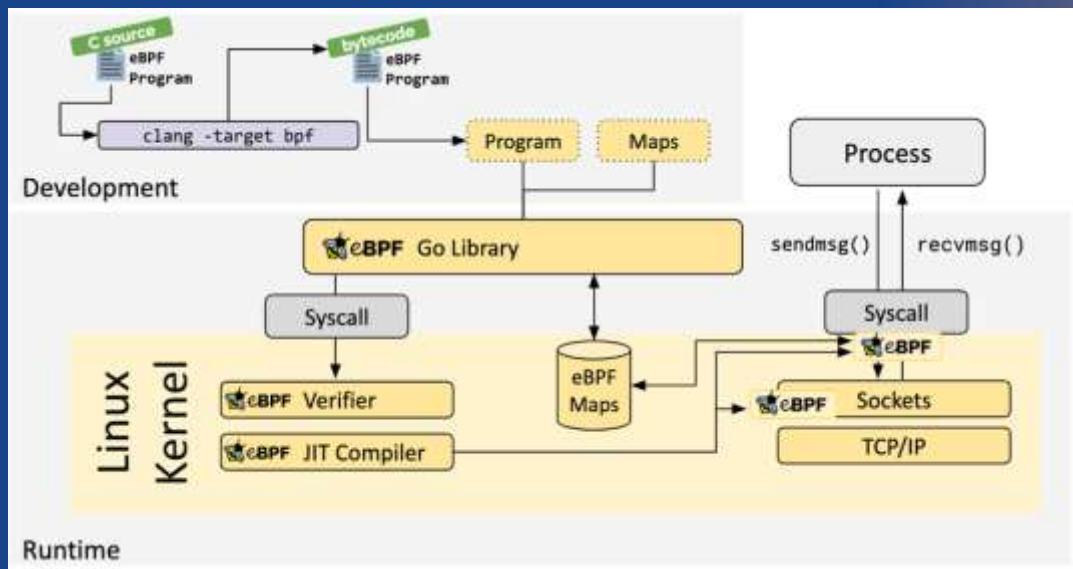 C source
eBPF
Program
bytecode
eBPF
Program
clang -target bpf
Program
Maps
Process
Development
eBPF Go Library
sendmsg()
recvmsg()
Syscall
Syscall
eBPF
Linux
Kernel
eBPF
Maps
eBPF Verifier
eBPF
Sockets
eBPF JIT Compiler
TCP/IP
Runtime